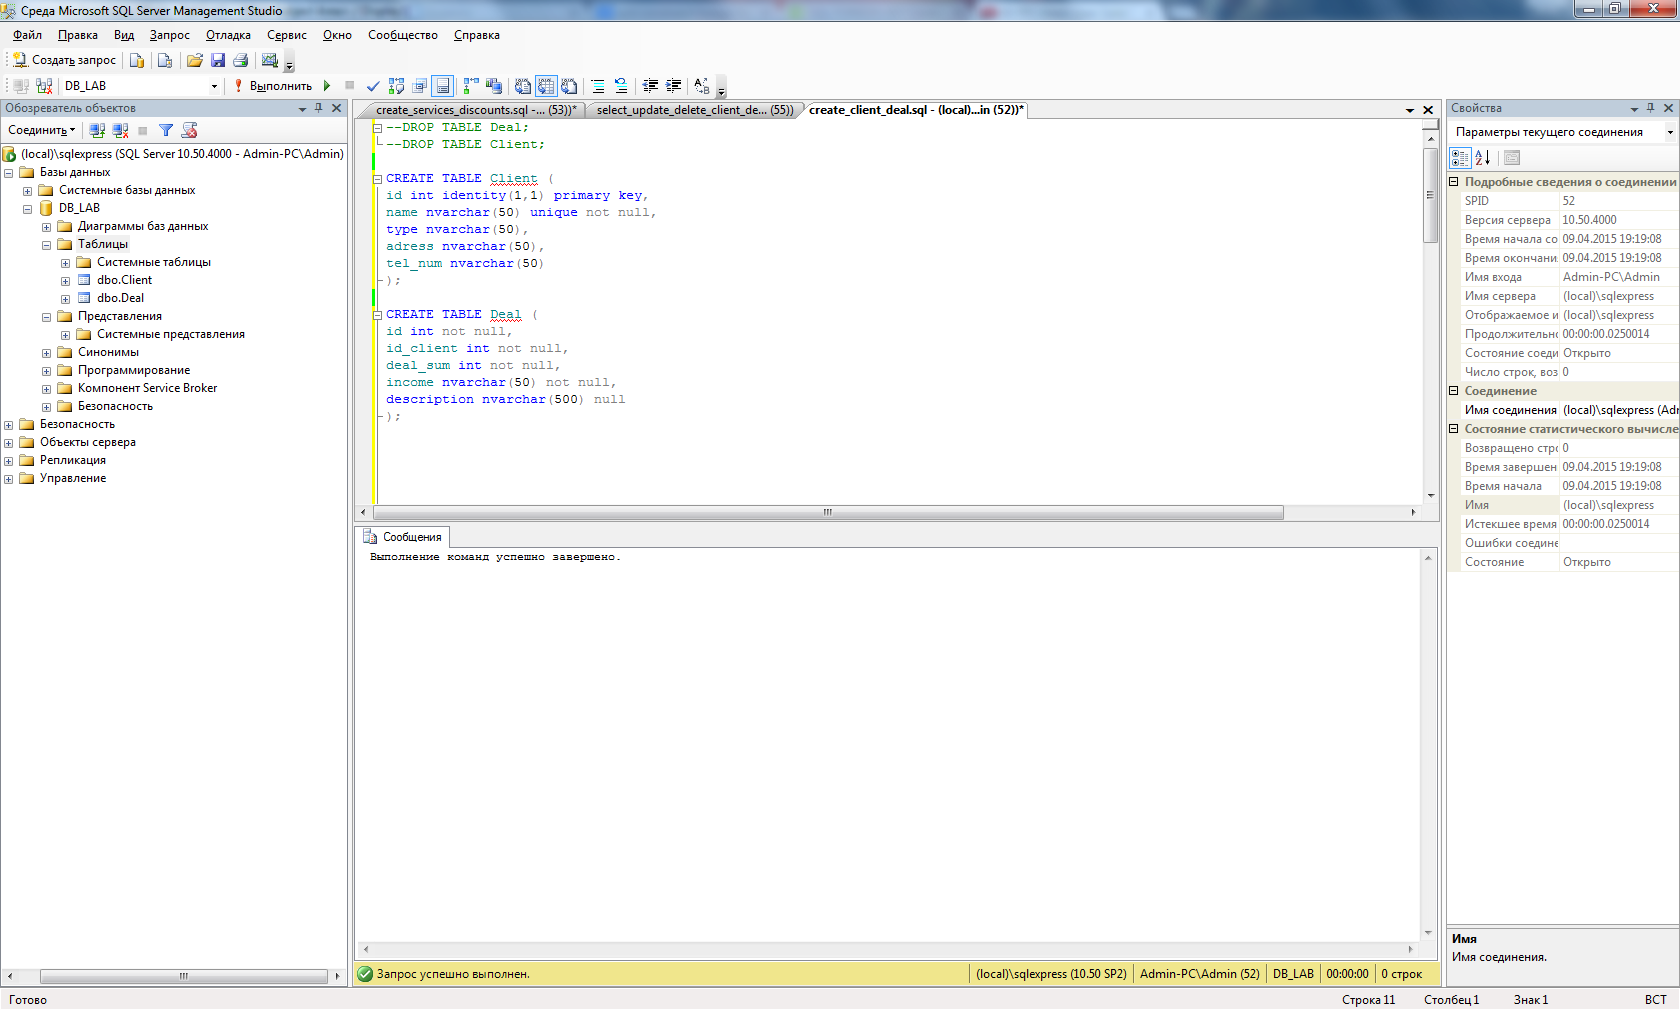 Среда Microsoft SQL Server Management Studio
Файл Правка Вид Запрос Отладка Сервис Окно Сообщество Справка
Создать запрос
DB_LAB Выполнить
Обозреватель объектов
Соединить
(local)\sqlexpress (SQL Server 10.50.4000 - Admin-PC\Admin)
Базы данных
Системные базы данных
DB_LAB
Диаграммы баз данных
Таблицы
Системные таблицы
dbo.Client
dbo.Deal
Представления
Системные представления
Синонимы
Программирование
Компонент Service Broker
Безопасность
Безопасность
Объекты сервера
Репликация
Управление
create_services_discounts.sql -... (53))* select_update_delete_client_de... (55)) create_client_deal.sql - (local)...in (52))*
--DROP TABLE Deal;
--DROP TABLE Client;
CREATE TABLE Client (
id int identity(1,1) primary key,
name nvarchar(50) unique not null,
type nvarchar(50),
adress nvarchar(50),
tel_num nvarchar(50)
);
CREATE TABLE Deal (
id int not null,
id_client int not null,
deal_sum int not null,
income nvarchar(50) not null,
description nvarchar(500) null
);
Сообщения
Выполнение команд успешно завершено.
Запрос успешно выполнен. (local)\sqlexpress (10.50 SP2) Admin-PC\Admin (52) DB_LAB 00:00:00 0 строк
Свойства
Параметры текущего соединения
Подробные сведения о соединении
SPID 52
Версия сервера 10.50.4000
Время начала со 09.04.2015 19:19:08
Время окончани 09.04.2015 19:19:08
Имя входа Admin-PC\Admin
Имя сервера (local)\sqlexpress
Отображаемое и (local)\sqlexpress
Продолжительно 00:00:00.0250014
Состояние соеди Открыто
Число строк, воз 0
Соединение
Имя соединения (local)\sqlexpress (Adr
Состояние статистического вычисле
Возвращено стро 0
Время завершен 09.04.2015 19:19:08
Время начала 09.04.2015 19:19:08
Имя (local)\sqlexpress
Истекшее время 00:00:00.0250014
Ошибки соедине
Состояние Открыто
Имя
Имя соединения.
Готово Строка 11 Столбец 1 Знак 1 ВСТ